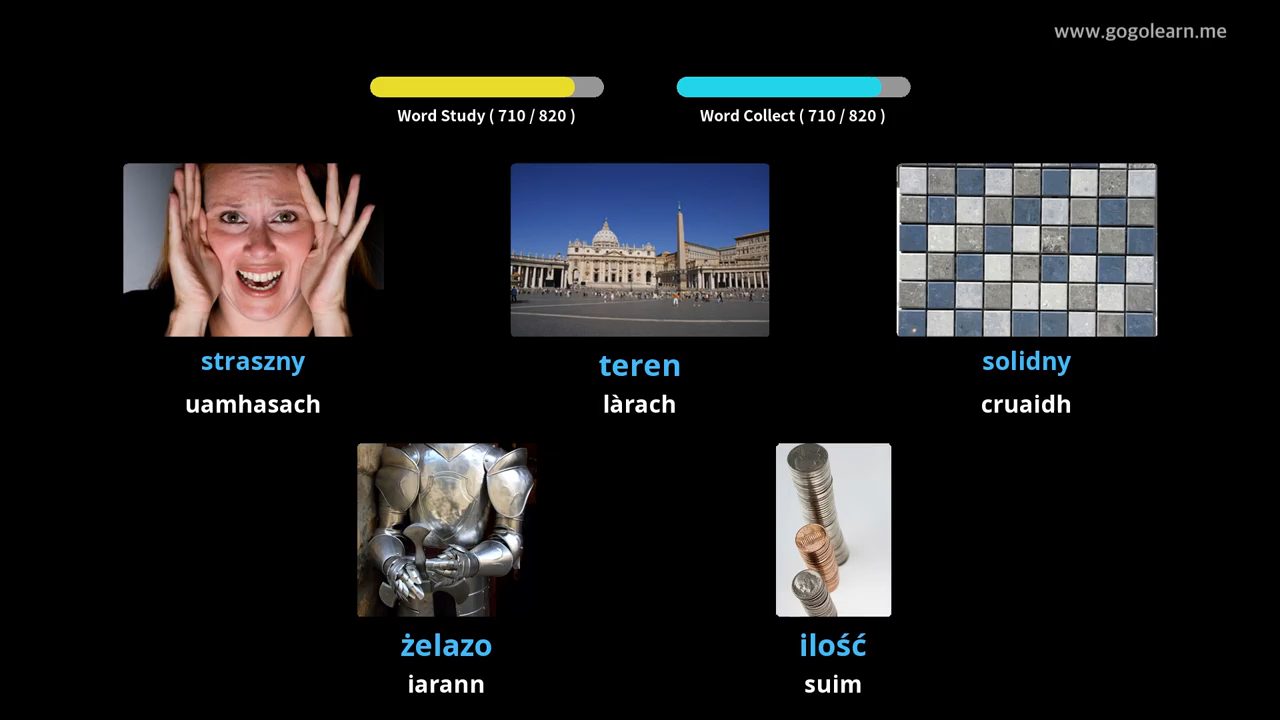 www.gogolearn.me
Word Study ( 710 / 820 )
Word Collect ( 710 / 820 )
straszny
uamhasach
teren
làrach
solidny
cruaidh
żelazo
iarann
ilość
suim